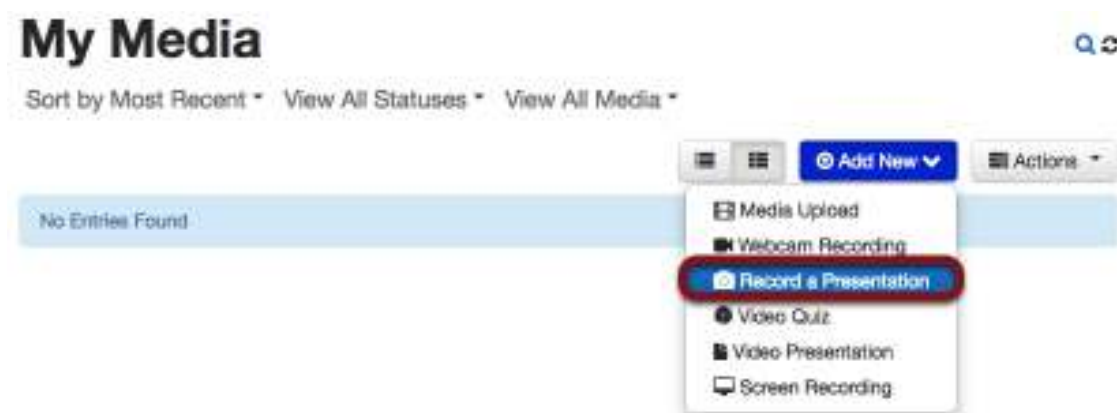 My Media
Sort by Most Recent View All Statuses View All Media
Add New Actions
No Entries Found
Media Upload
Webcam Recording
Record a Presentation
Video Quiz
Video Presentation
Screen Recording